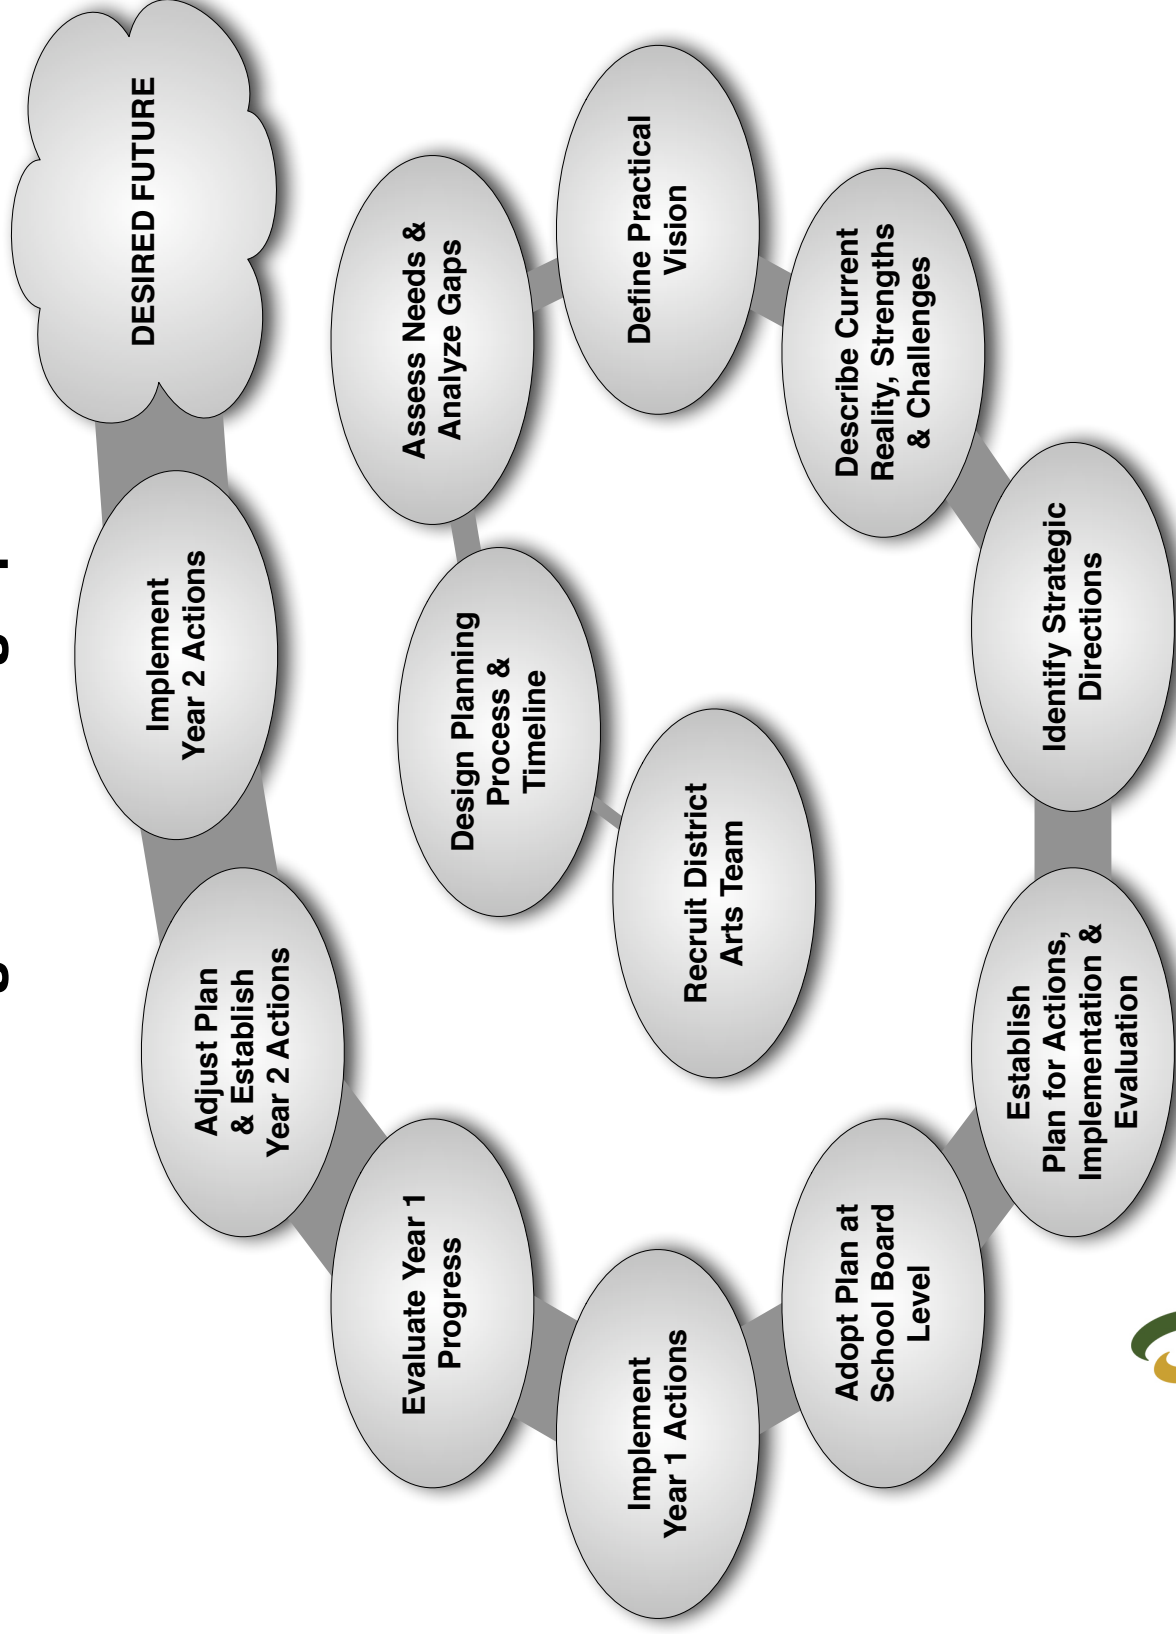 DESIRED FUTURE
Implement
Year 2 Actions
Adjust Plan
& Establish
Year 2 Actions
Evaluate Year 1
Progress
Implement
Year 1 Actions
Adopt Plan at
School Board
Level
Establish
Plan for Actions,
Implementation &
Evaluation
Identify Strategic
Directions
Describe Current
Reality, Strengths
& Challenges
Define Practical
Vision
Assess Needs &
Analyze Gaps
Design Planning
Process &
Timeline
Recruit District
Arts Team